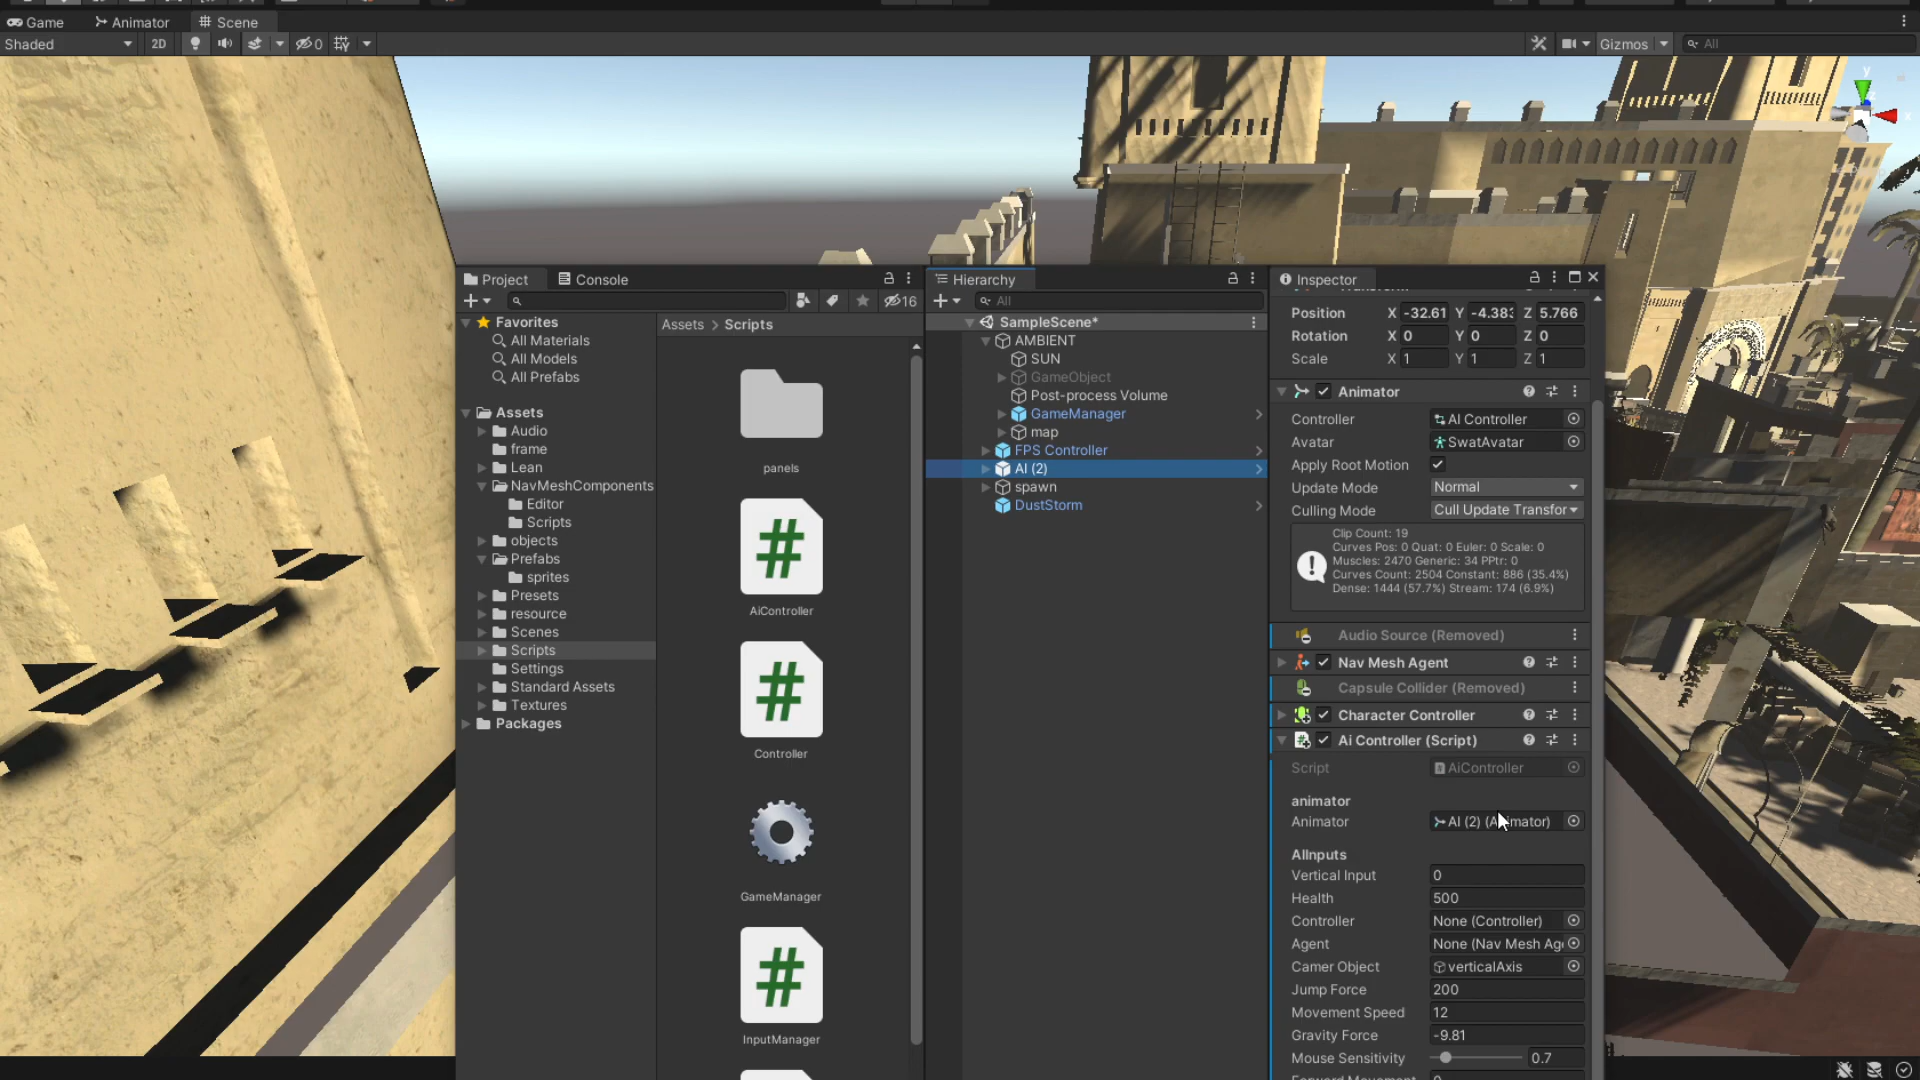 Game
Animator
Scene
Shaded
2D
0
Gizmos
All
y
x
Project
Console
16
Favorites
All Materials
All Models
All Prefabs
Assets
Audio
frame
Lean
NavMeshComponents
Editor
Scripts
objects
Prefabs
sprites
Presets
resource
Scenes
Scripts
Settings
Standard Assets
Textures
Packages
Assets > Scripts
panels
AiController
Controller
GameManager
InputManager
Hierarchy
All
SampleScene*
AMBIENT
SUN
GameObject
Post-process Volume
GameManager
map
FPS Controller
AI (2)
spawn
DustStorm
Inspector
Position X -32.61 Y -4.383 Z 5.766
Rotation X 0 Y 0 Z 0
Scale X 1 Y 1 Z 1
Animator
Controller AI Controller
Avatar SwatAvatar
Apply Root Motion
Update Mode Normal
Culling Mode Cull Update Transfor
Clip Count: 19
Curves Pos: 0 Quat: 0 Euler: 0 Scale: 0
Muscles: 2470 Generic: 34 PPtr: 0
Curves Count: 2504 Constant: 886 (35.4%)
Dense: 1444 (57.7%) Stream: 174 (6.9%)
Audio Source (Removed)
Nav Mesh Agent
Capsule Collider (Removed)
Character Controller
Ai Controller (Script)
Script AiController
animator
Animator AI (2) (Animator)
AIInputs
Vertical Input 0
Health 500
Controller None (Controller)
Agent None (Nav Mesh Age
Camer Object verticalAxis
Jump Force 200
Movement Speed 12
Gravity Force -9.81
Mouse Sensitivity 0.7
Forward Movement